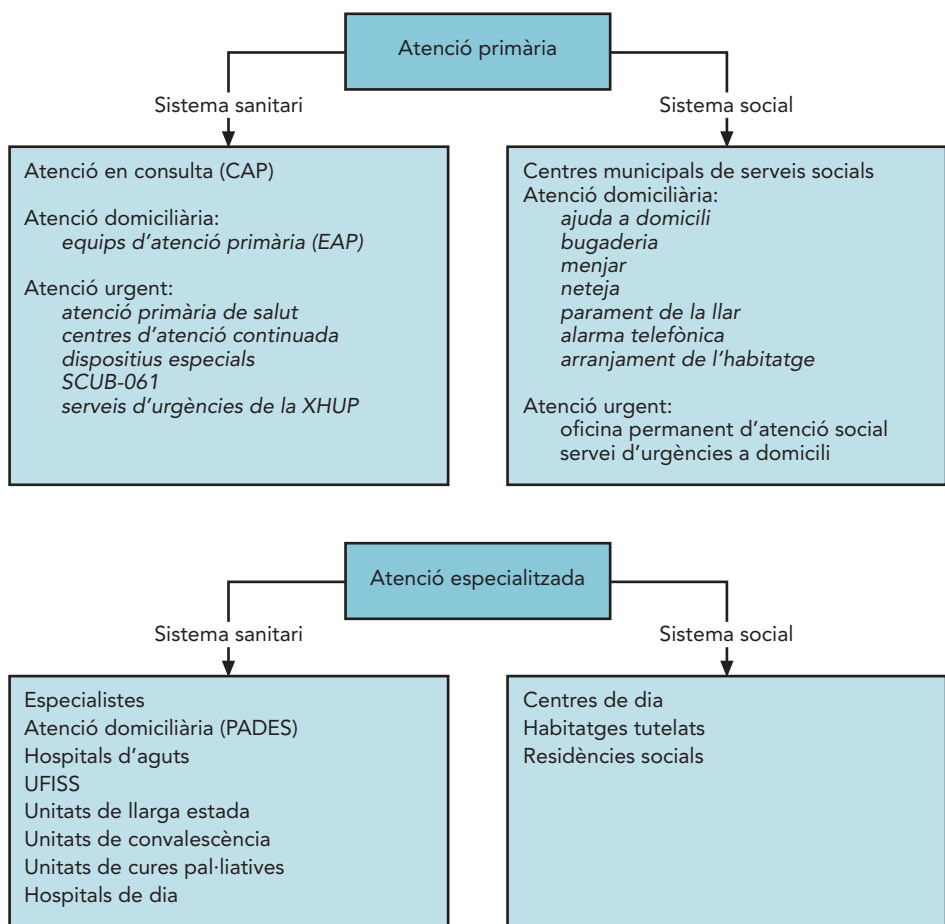 Atenció primària
Sistema sanitari
Atenció en consulta (CAP)
Atenció domiciliària:
equips d'atenció primària (EAP)
Atenció urgent:
atenció primària de salut
centres d'atenció continuada
dispositius especials
SCUB-061
serveis d'urgències de la XHUP
Sistema social
Centres municipals de serveis socials
Atenció domiciliària:
ajuda a domicili
bugaderia
menjar
neteja
parament de la llar
alarma telefònica
arranjament de l'habitatge
Atenció urgent:
oficina permanent d'atenció social
servei d'urgències a domicili
Atenció especialitzada
Sistema sanitari
Especialistes
Atenció domiciliària (PADES)
Hospitals d'aguts
UFISS
Unitats de llarga estada
Unitats de convalescència
Unitats de cures pal·liatives
Hospitals de dia
Sistema social
Centres de dia
Habitatges tutelats
Residències socials